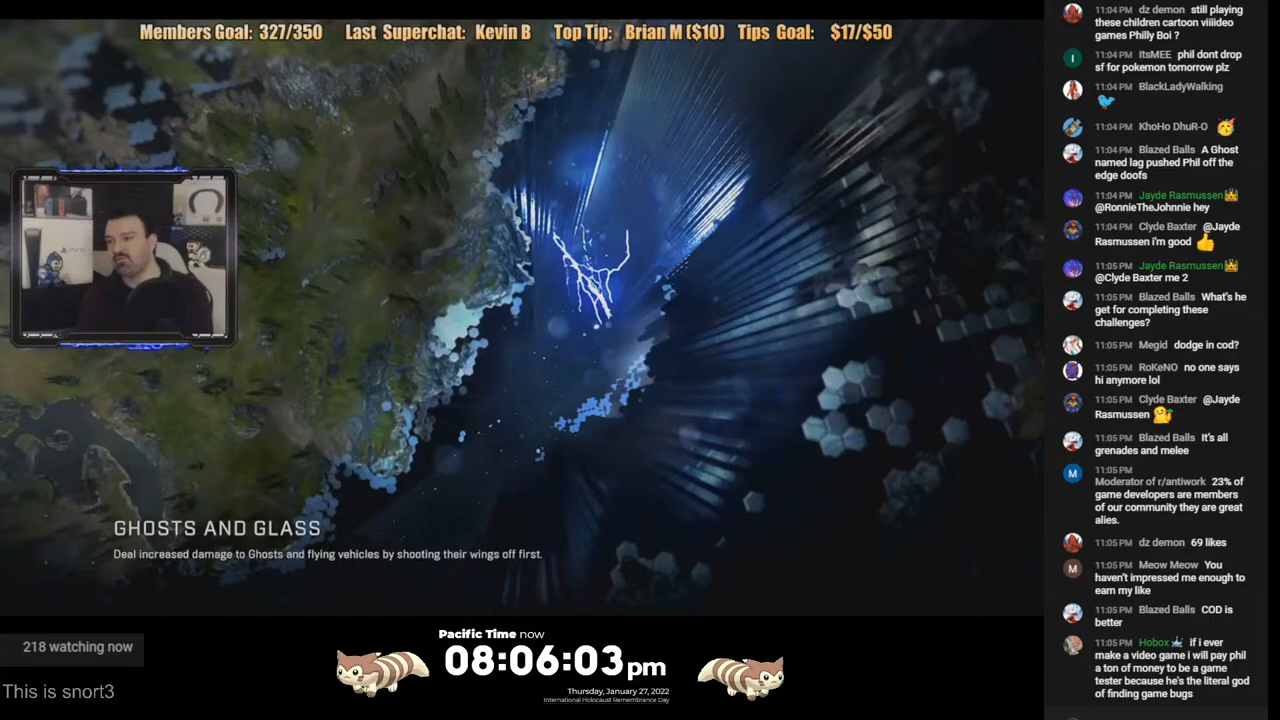 Members Goal: 327/350 Last Superchat: Kevin B Top Tip: Brian M ($10) Tips Goal: $17/$50
GHOSTS AND GLASS
Deal increased damage to Ghosts and flying vehicles by shooting their wings off first.
218 watching now
This is snort3
Pacific Time now
08:06:03pm
Thursday, January 27, 2022
International Holocaust Remembrance Day
11:04 PM dz demon still playing
these children cartoon viiiideo
games Philly Boi ?
I
11:04 PM ItsMEE phil dont drop
sf for pokemon tomorrow plz
11:04 PM BlackLadyWalking
11:04 PM KhoHo DhuR-O
11:04 PM Blazed Balls A Ghost
named lag pushed Phil off the
edge doofs
11:04 PM Jayde Rasmussen
@RonnieTheJohnnie hey
11:04 PM Clyde Baxter @Jayde
Rasmussen i'm good
11:05 PM Jayde Rasmussen
@Clyde Baxter me 2
11:05 PM Blazed Balls What's he
get for completing these
challenges?
11:05 PM Megid dodge in cod?
11:05 PM RoKeNO no one says
hi anymore lol
11:05 PM Clyde Baxter @Jayde
Rasmussen
11:05 PM Blazed Balls It's all
grenades and melee
M
11:05 PM
Moderator of r/antiwork 23% of
game developers are members
of our community they are great
alies.
11:05 PM dz demon 69 likes
M
11:05 PM Meow Meow You
haven't impressed me enough to
earn my like
11:05 PM Blazed Balls COD is
better
11:05 PM Hobox if i ever
make a video game i will pay phil
a ton of money to be a game
tester because he's the literal god
of finding game bugs